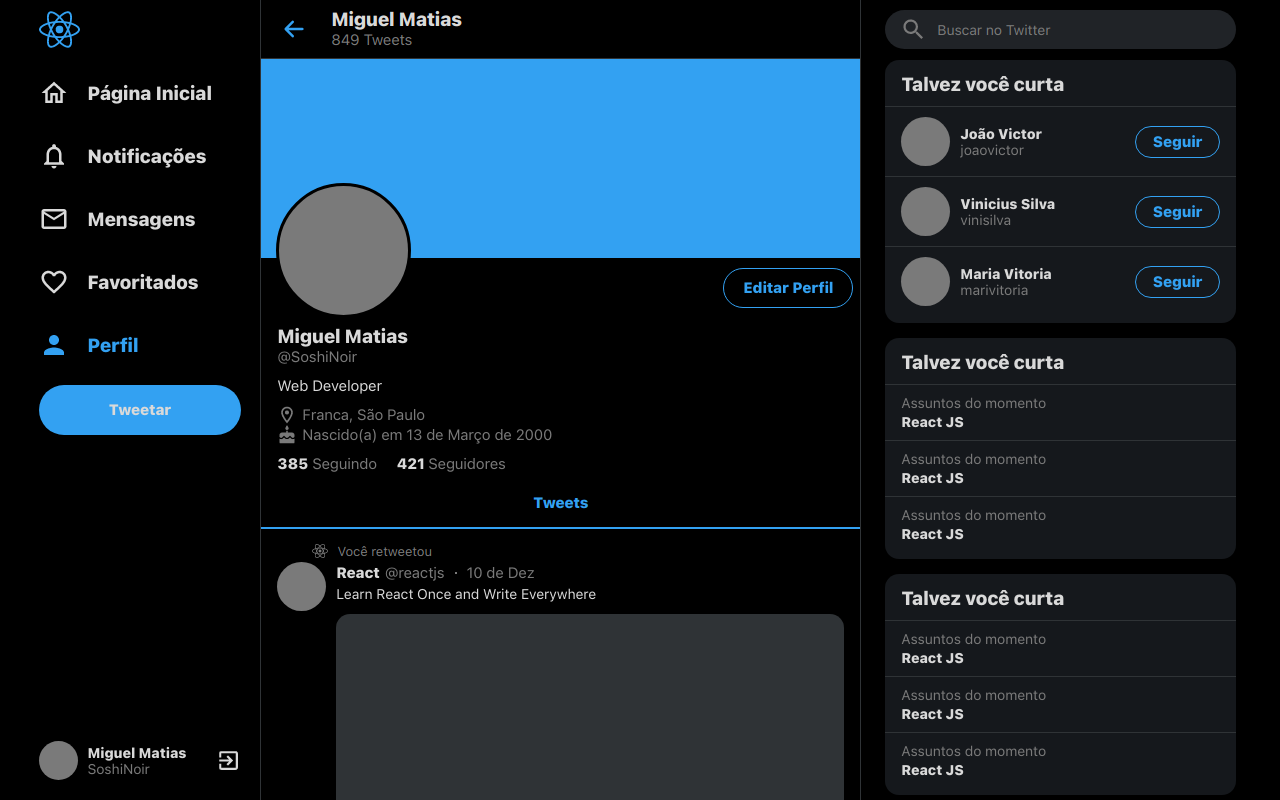 Página Inicial
Notificações
Mensagens
Favoritados
Perfil
Tweetar
Miguel Matias
SoshiNoir
Miguel Matias
849 Tweets
Editar Perfil
Miguel Matias
@SoshiNoir
Web Developer
Franca, São Paulo
Nascido(a) em 13 de Março de 2000
385 Seguindo 421 Seguidores
Tweets
Você retweetou
React @reactjs · 10 de Dez
Learn React Once and Write Everywhere
Buscar no Twitter
Talvez você curta
João Victor
joaovictor
Seguir
Vinicius Silva
vinisilva
Seguir
Maria Vitoria
marivitoria
Seguir
Talvez você curta
Assuntos do momento
React JS
Assuntos do momento
React JS
Assuntos do momento
React JS
Talvez você curta
Assuntos do momento
React JS
Assuntos do momento
React JS
Assuntos do momento
React JS